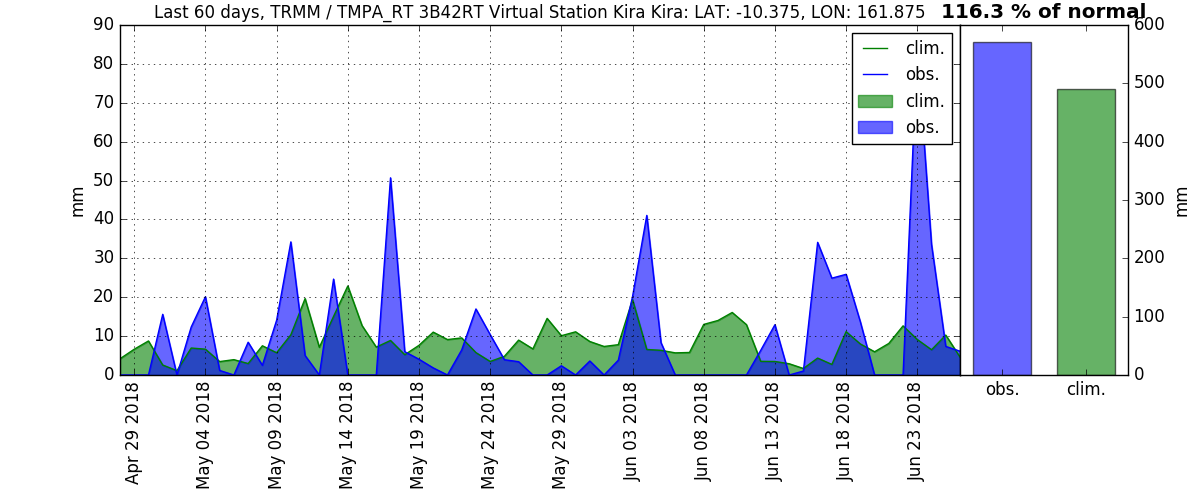 Last 60 days, TRMM / TMPA_RT 3B42RT Virtual Station Kira Kira: LAT: -10.375, LON: 161.875
116.3 % of normal
90
80
70
60
50
40
30
20
10
0
mm
clim.
obs.
clim.
obs.
Apr 29 2018
May 04 2018
May 09 2018
May 14 2018
May 19 2018
May 24 2018
May 29 2018
Jun 03 2018
Jun 08 2018
Jun 13 2018
Jun 18 2018
Jun 23 2018
600
500
400
300
200
100
0
mm
obs.
clim.